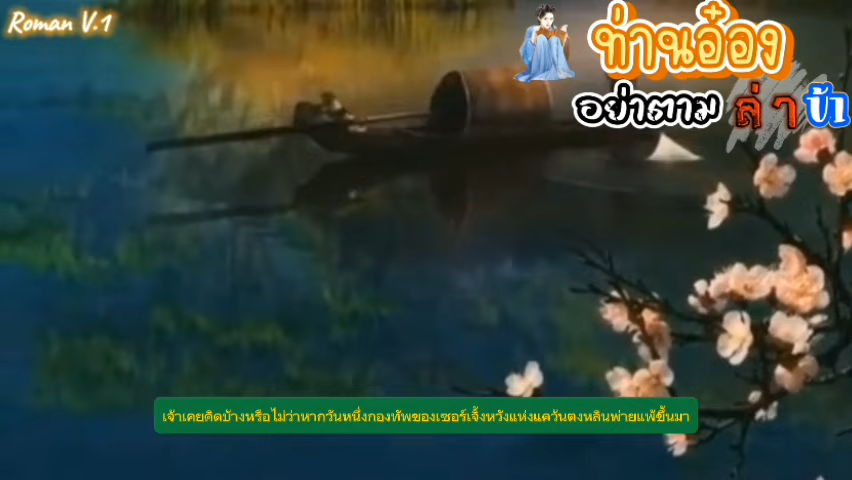 Roman V.1
ท่านอ๋อง
อย่าตาม ล่า ข้า
เจ้าเคยคิดบ้างหรือไม่ว่าหากวันหนึ่งกองทัพของเซอร์เจิ้งหวังแห่งแคว้นตงหลินพ่ายแพ้ขึ้นมา